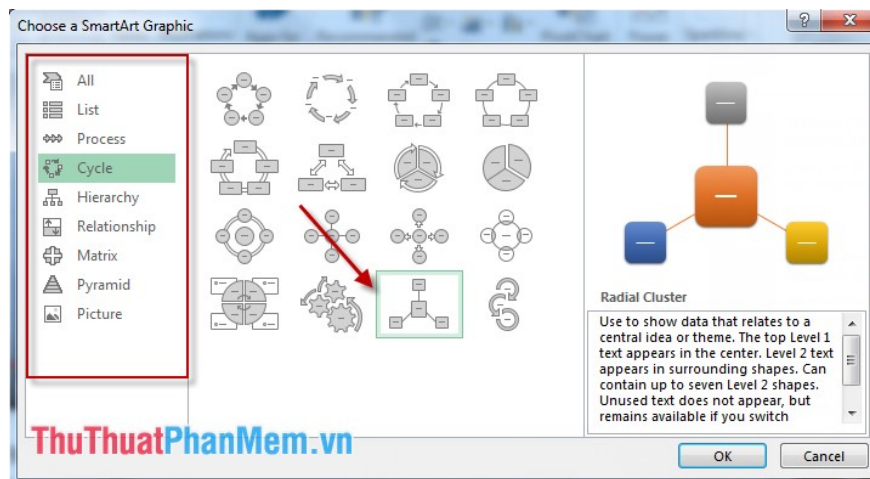 Choose a SmartArt Graphic
All
List
Process
Cycle
Hierarchy
Relationship
Matrix
Pyramid
Picture
Radial Cluster
Use to show data that relates to a
central idea or theme. The top Level 1
text appears in the center. Level 2 text
appears in surrounding shapes. Can
contain up to seven Level 2 shapes.
Unused text does not appear, but
remains available if you switch
ThuThuatPhanMem.vn
OK
Cancel